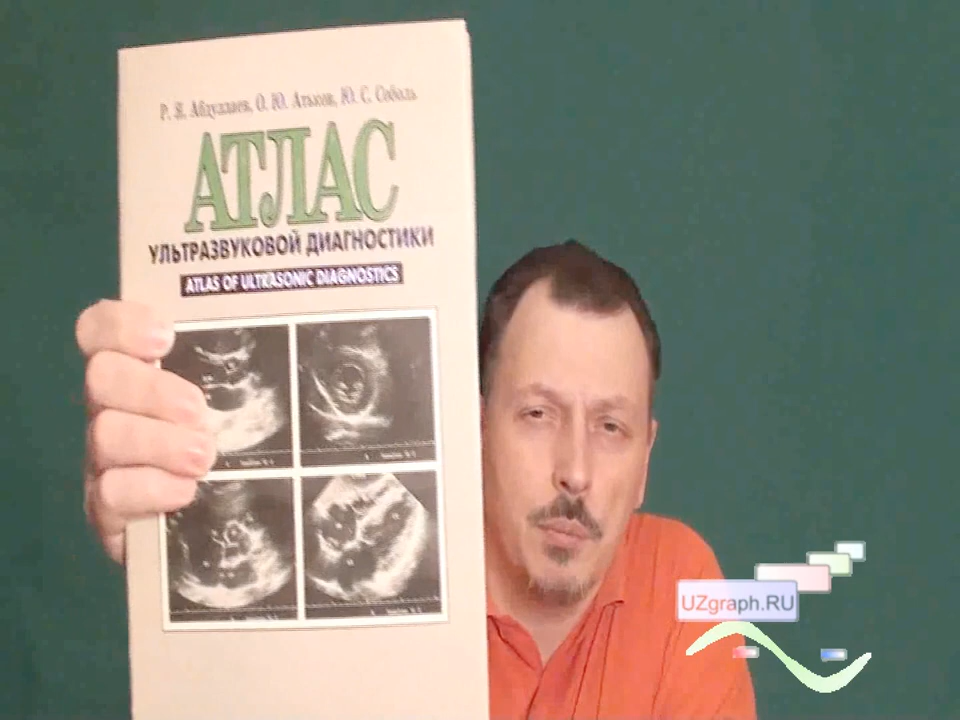 Р. Я. Абдуллаев, О. Ю. Атьков, Ю. С. Соболь
АТЛАС
УЛЬТРАЗВУКОВОЙ ДИАГНОСТИКИ
ATLAS OF ULTRASONIC DIAGNOSTICS
UZgraph.RU